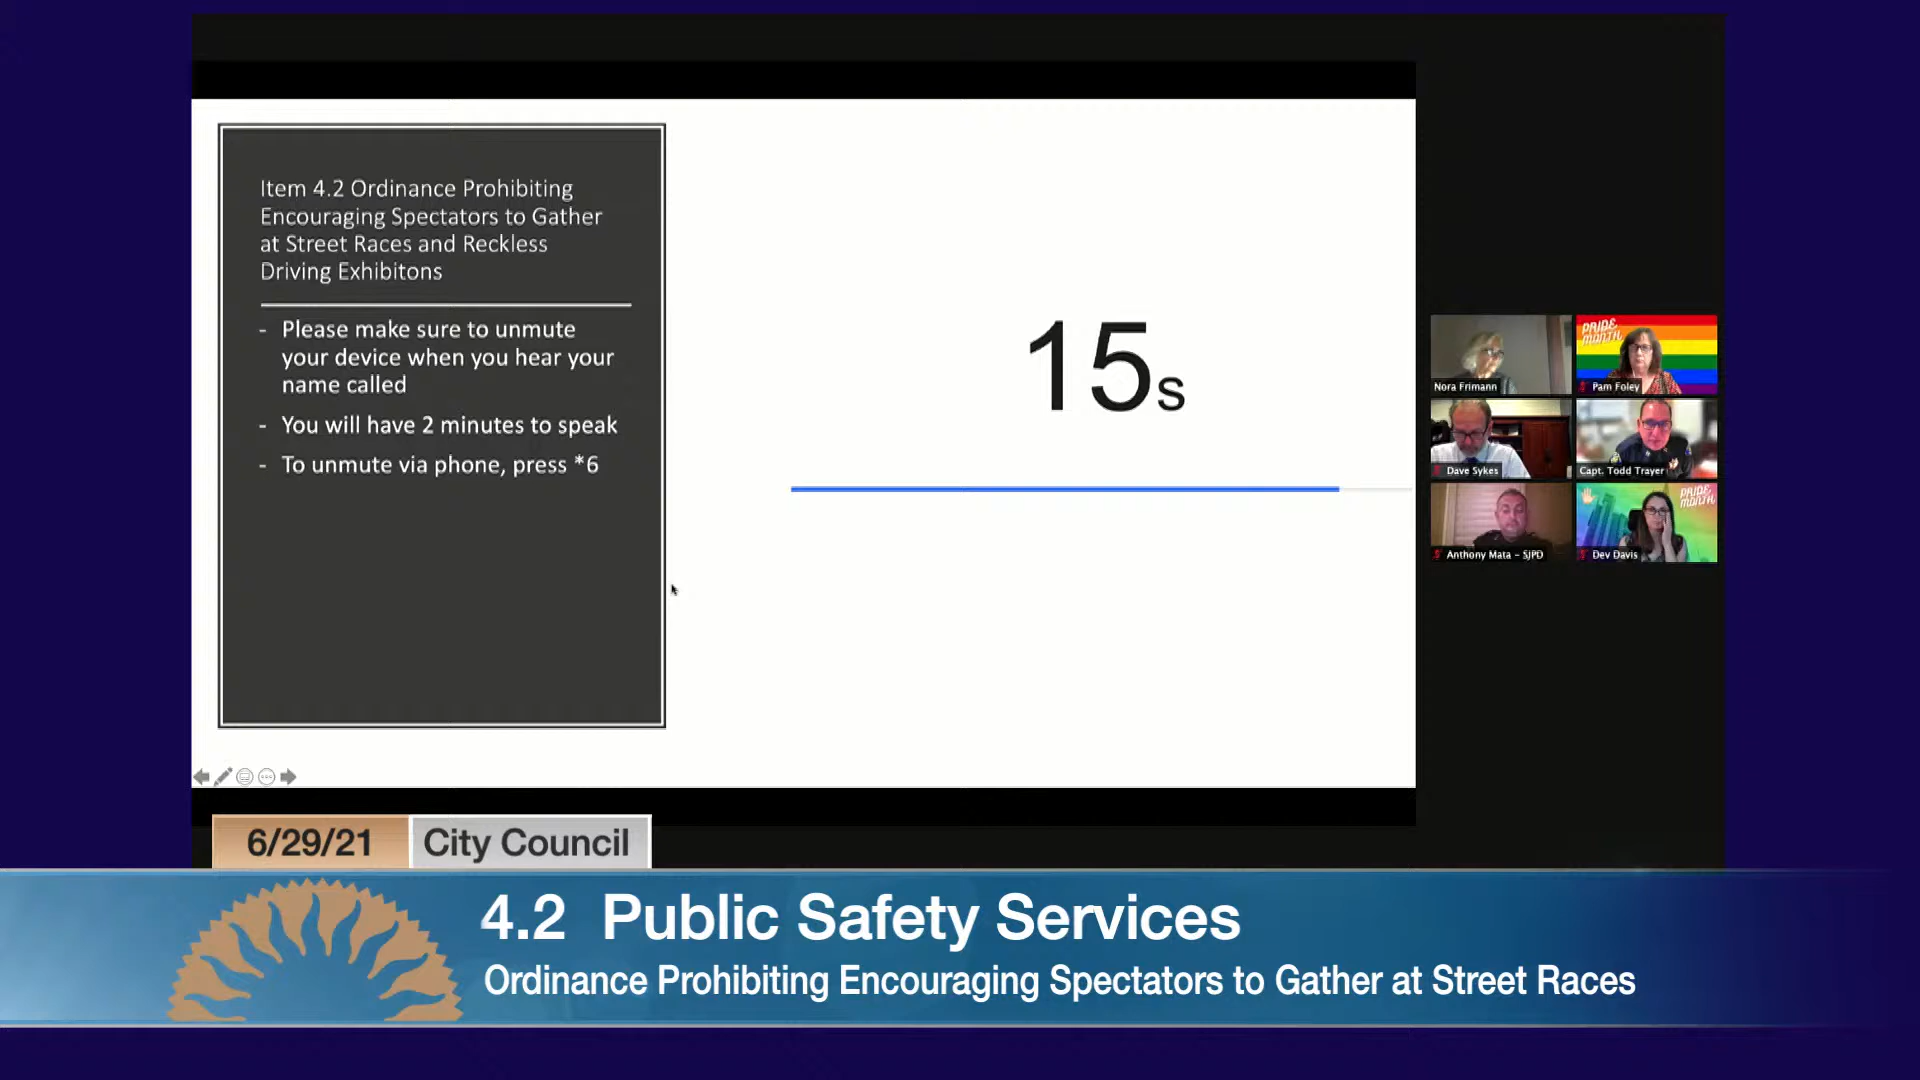 Item 4.2 Ordinance Prohibiting
Encouraging Spectators to Gather
at Street Races and Reckless
Driving Exhibitons
- Please make sure to unmute
your device when you hear your
name called
- You will have 2 minutes to speak
- To unmute via phone, press *6
15s
PRIDE
MONTH
Nora Frimann
Pam Foley
Dave Sykes
Capt. Todd Trayer
PRIDE
MONTH
Anthony Mata - SJPD
Dev Davis
6/29/21
City Council
4.2 Public Safety Services
Ordinance Prohibiting Encouraging Spectators to Gather at Street Races